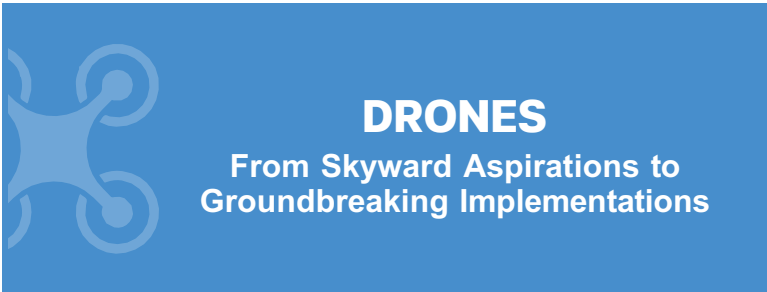 DRONES
From Skyward Aspirations to
Groundbreaking Implementations